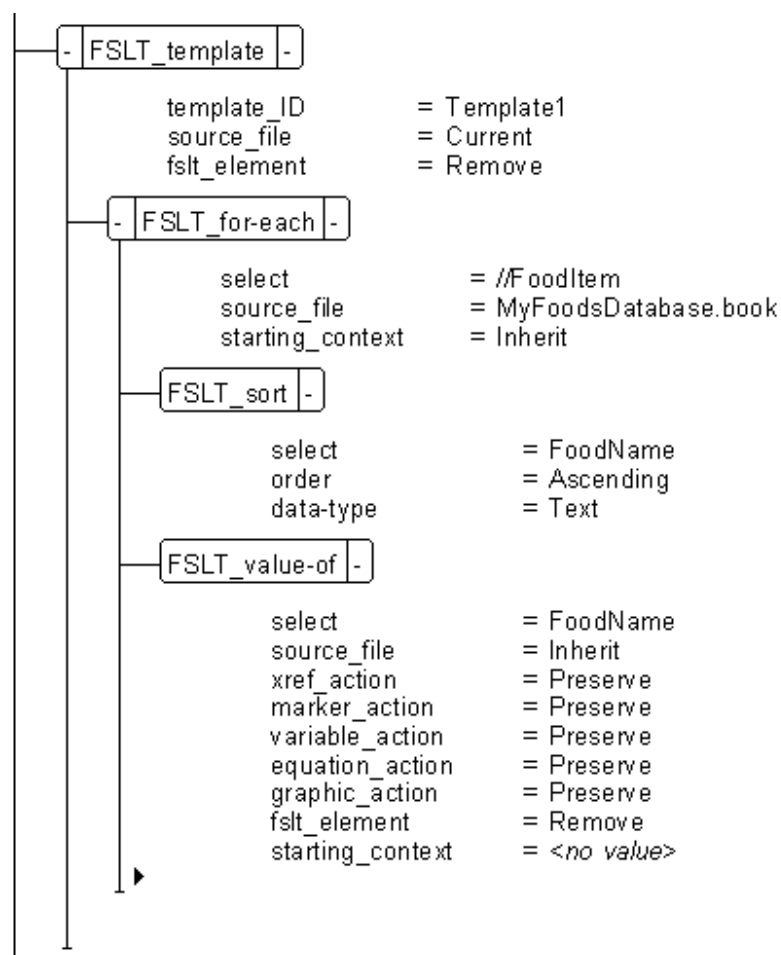 - FSLT_template -
template_ID = Template1
source_file = Current
fslt_element = Remove
- FSLT_for-each -
select = //FoodItem
source_file = MyFoodsDatabase.book
starting_context = Inherit
FSLT_sort -
select = FoodName
order = Ascending
data-type = Text
FSLT_value-of -
select = FoodName
source_file = Inherit
xref_action = Preserve
marker_action = Preserve
variable_action = Preserve
equation_action = Preserve
graphic_action = Preserve
fslt_element = Remove
starting_context = <no value>